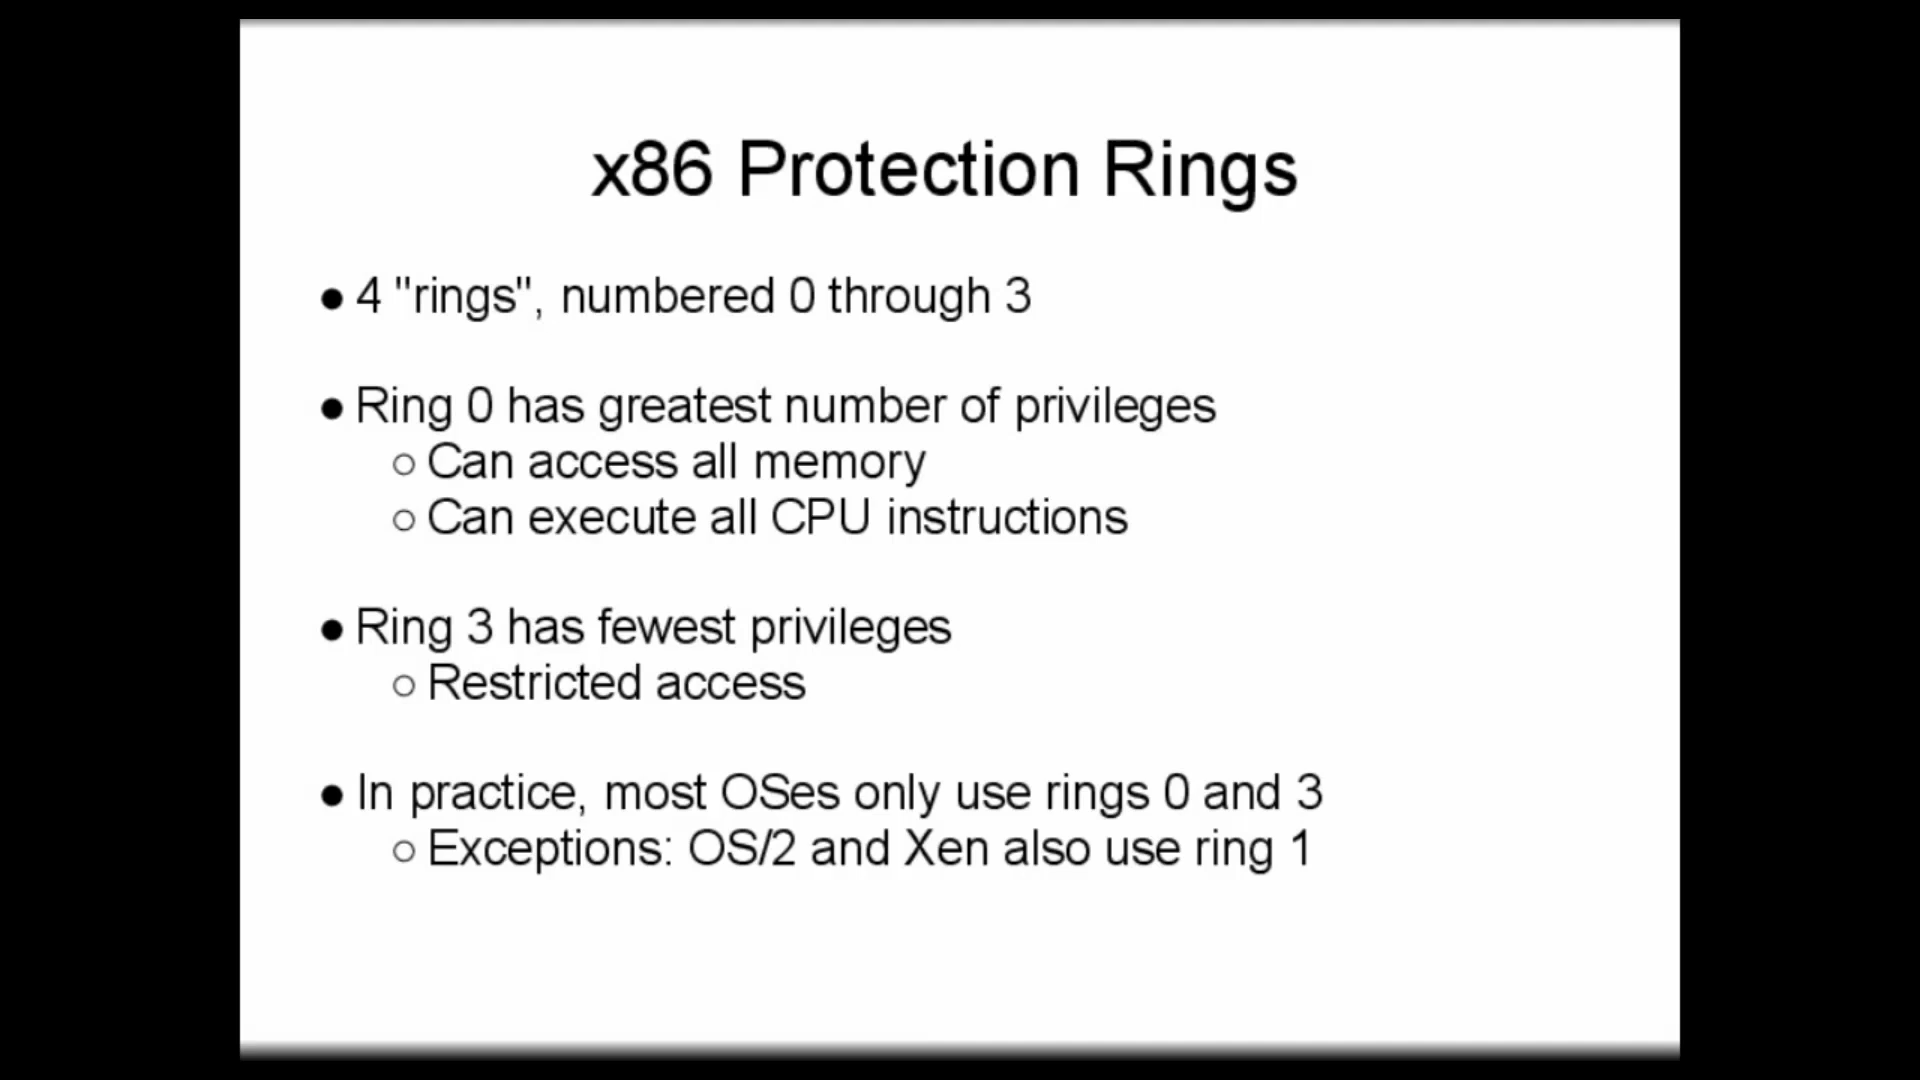 x86 Protection Rings
● 4 "rings", numbered 0 through 3
● Ring 0 has greatest number of privileges
○ Can access all memory
○ Can execute all CPU instructions
● Ring 3 has fewest privileges
○ Restricted access
● In practice, most OSes only use rings 0 and 3
○ Exceptions: OS/2 and Xen also use ring 1